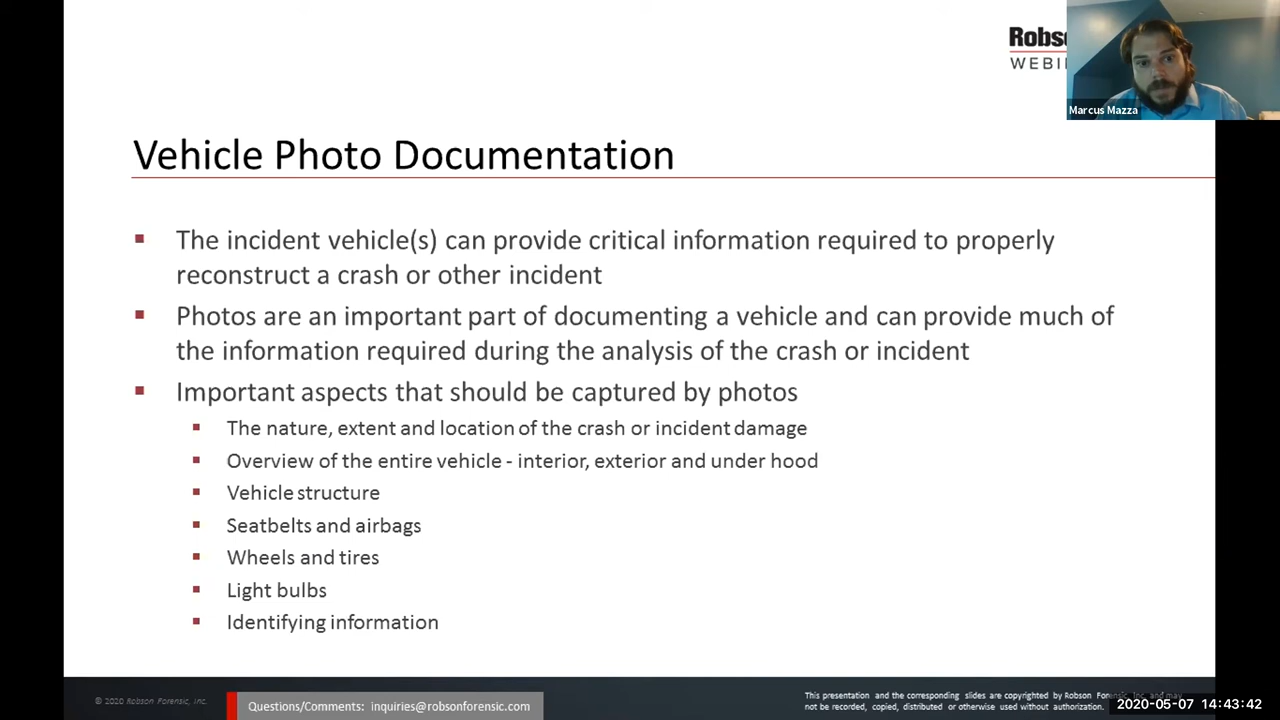 Robs
WEBI
Marcus Mazza
Vehicle Photo Documentation
The incident vehicle(s) can provide critical information required to properly
reconstruct a crash or other incident
Photos are an important part of documenting a vehicle and can provide much of
the information required during the analysis of the crash or incident
Important aspects that should be captured by photos
The nature, extent and location of the crash or incident damage
Overview of the entire vehicle - interior, exterior and under hood
Vehicle structure
Seatbelts and airbags
Wheels and tires
Light bulbs
Identifying information
© 2020 Robson Forensic, Inc.
Questions/Comments: inquiries@robsonforensic.com
This presentation and the corresponding slides are copyrighted by Robson Forensic, Inc. and may
not be recorded, copied, distributed or otherwise used without authorization.
2020-05-07 14:43:42